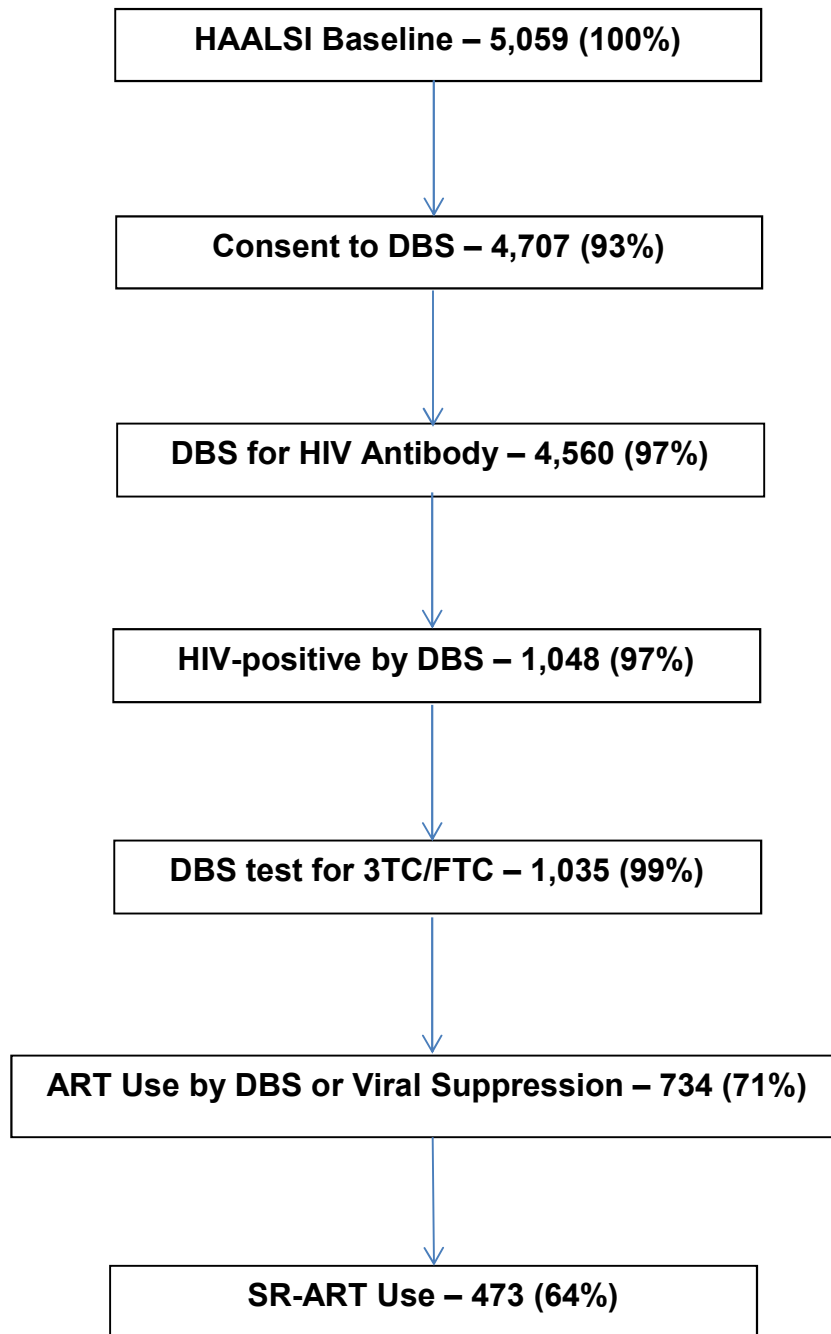 HAALSI Baseline – 5,059 (100%)
Consent to DBS – 4,707 (93%)
DBS for HIV Antibody – 4,560 (97%)
HIV-positive by DBS – 1,048 (97%)
DBS test for 3TC/FTC – 1,035 (99%)
ART Use by DBS or Viral Suppression – 734 (71%)
SR-ART Use – 473 (64%)